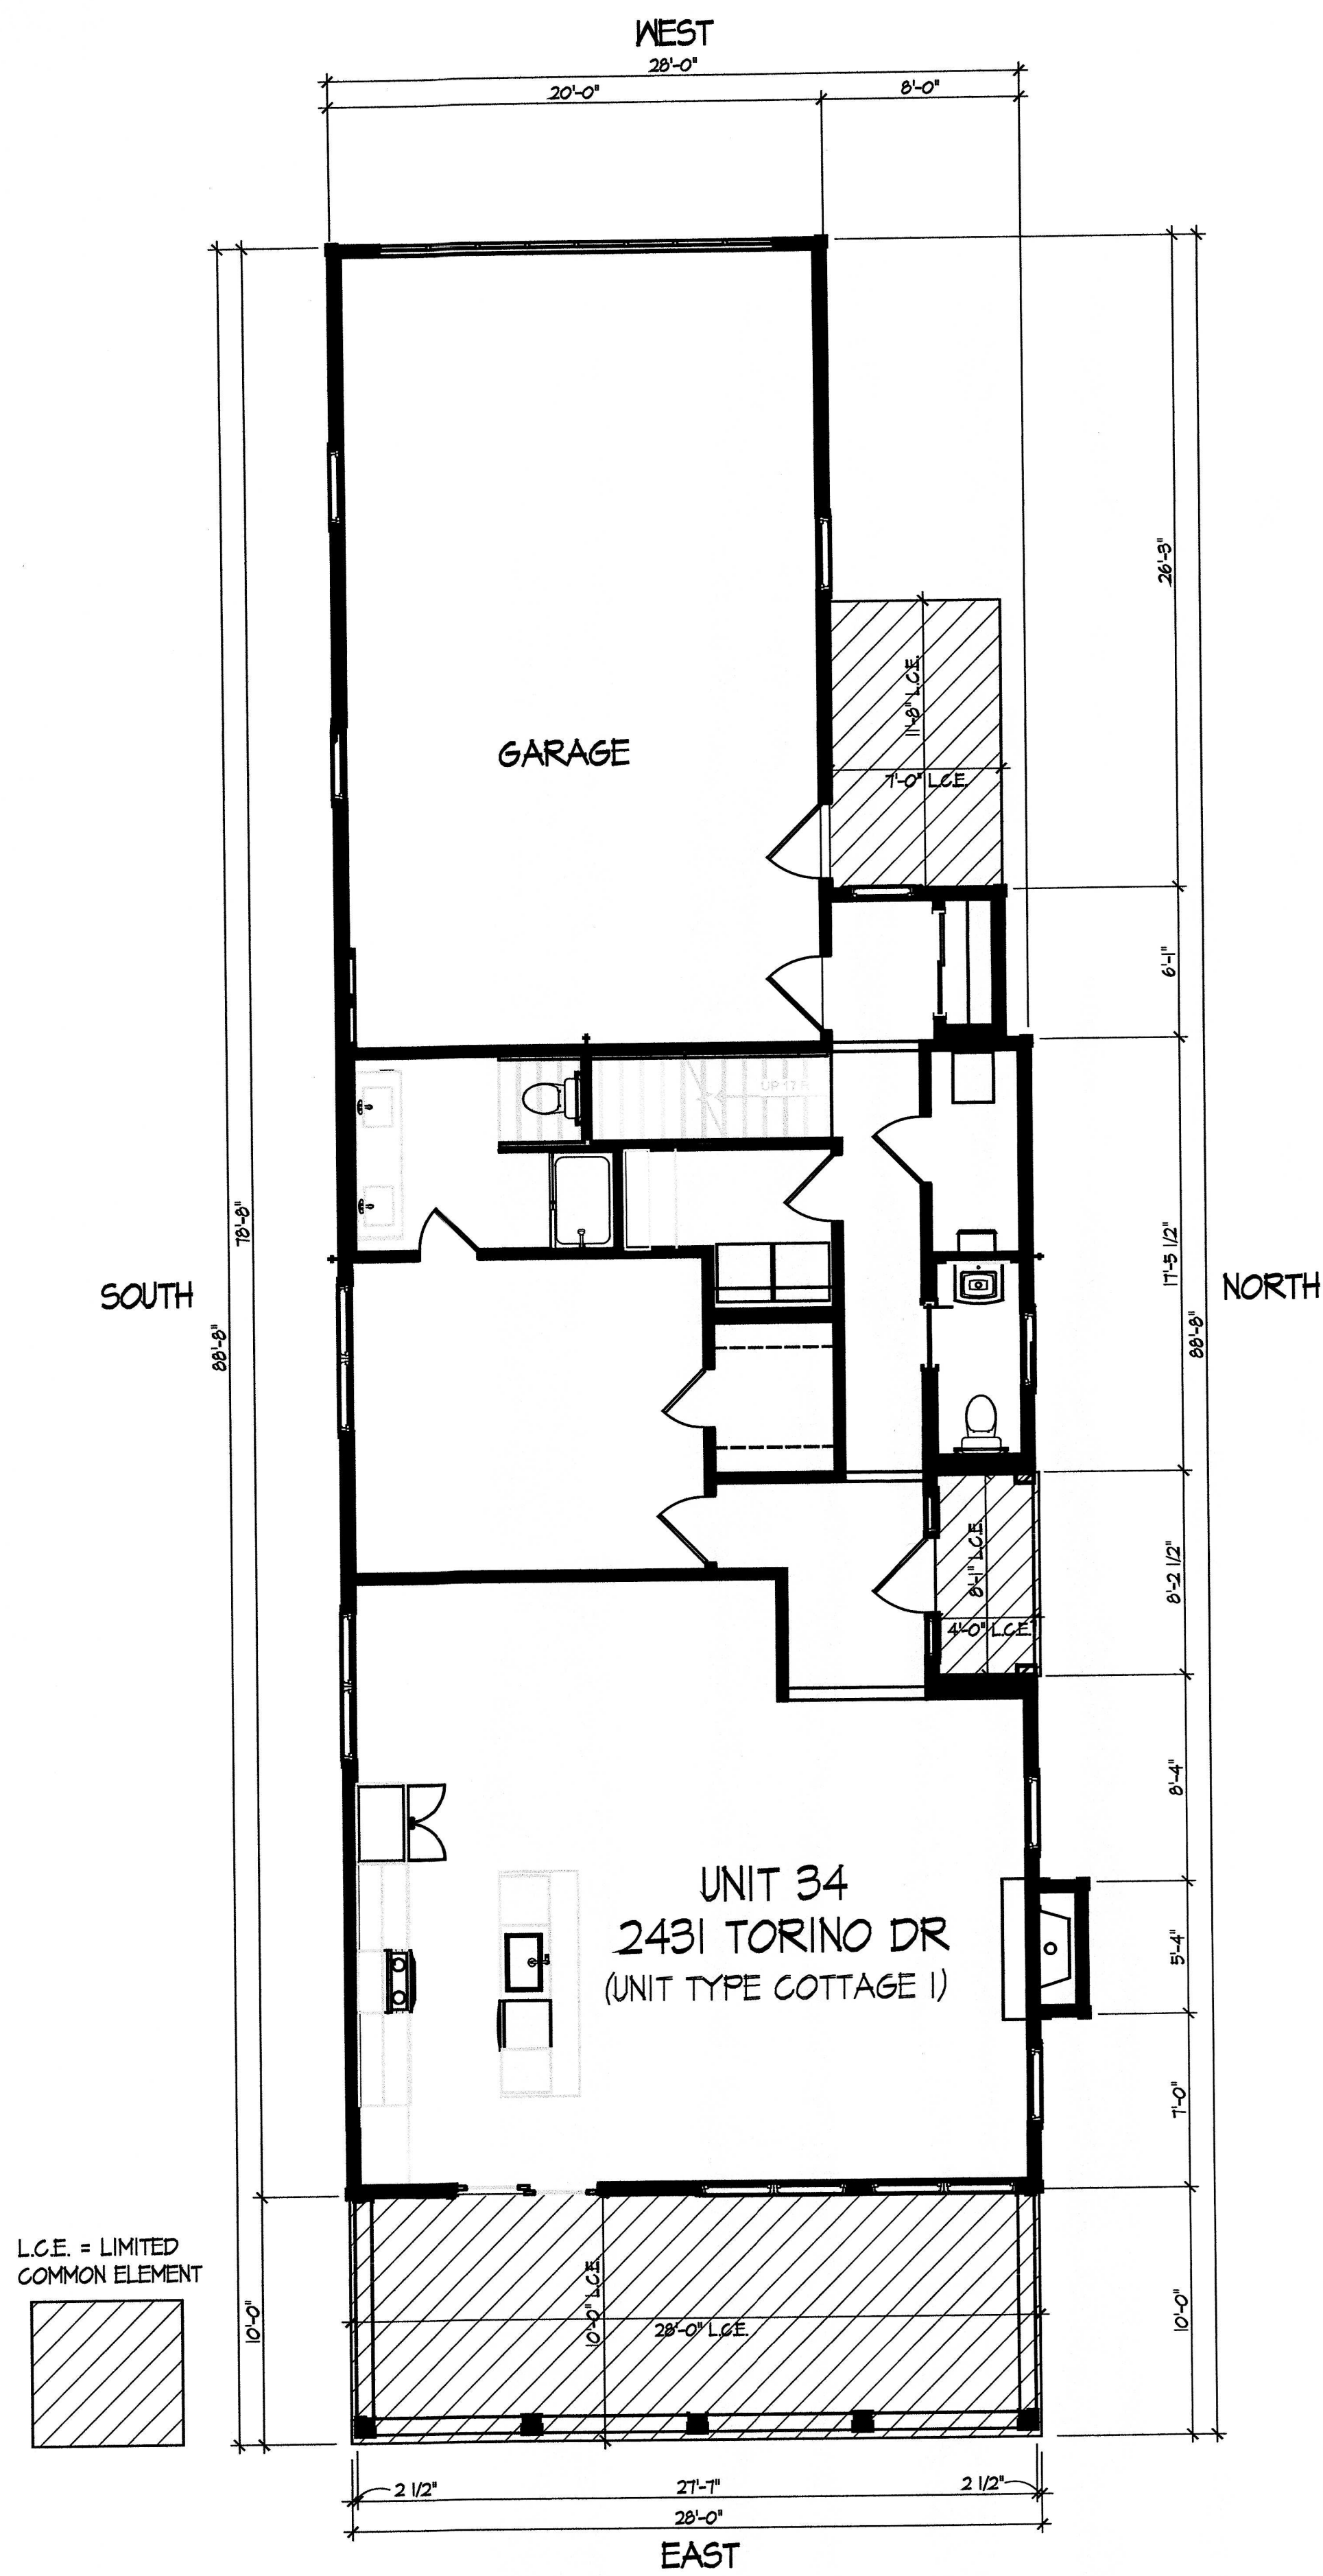 WEST
28'-0"
20'-0"
8'-0"
26'-3"
11'-8" L.C.E.
GARAGE
7'-0" L.C.E.
6'-1"
UP 17 R
78'-8"
17'-5 1/2"
SOUTH
NORTH
88'-8"
88'-8"
8'-1" L.C.E.
8'-2 1/2"
4'-0" L.C.E.
8'-4"
UNIT 34
2431 TORINO DR
(UNIT TYPE COTTAGE 1)
5'-4"
7'-0"
L.C.E. = LIMITED
COMMON ELEMENT
10'-0"
10'-0" L.C.E.
28'-0" L.C.E.
10'-0"
2 1/2"
27'-7"
2 1/2"
28'-0"
EAST